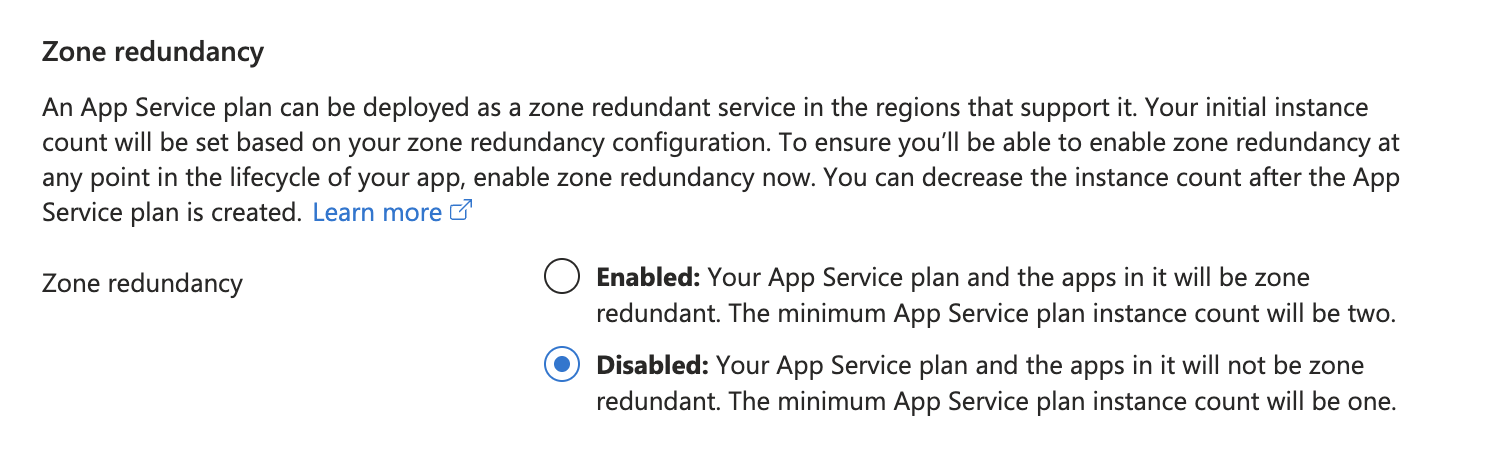 Zone redundancy
An App Service plan can be deployed as a zone redundant service in the regions that support it. Your initial instance
count will be set based on your zone redundancy configuration. To ensure you’ll be able to enable zone redundancy at
any point in the lifecycle of your app, enable zone redundancy now. You can decrease the instance count after the App
Service plan is created. Learn more
Zone redundancy
Enabled: Your App Service plan and the apps in it will be zone
redundant. The minimum App Service plan instance count will be two.
Disabled: Your App Service plan and the apps in it will not be zone
redundant. The minimum App Service plan instance count will be one.